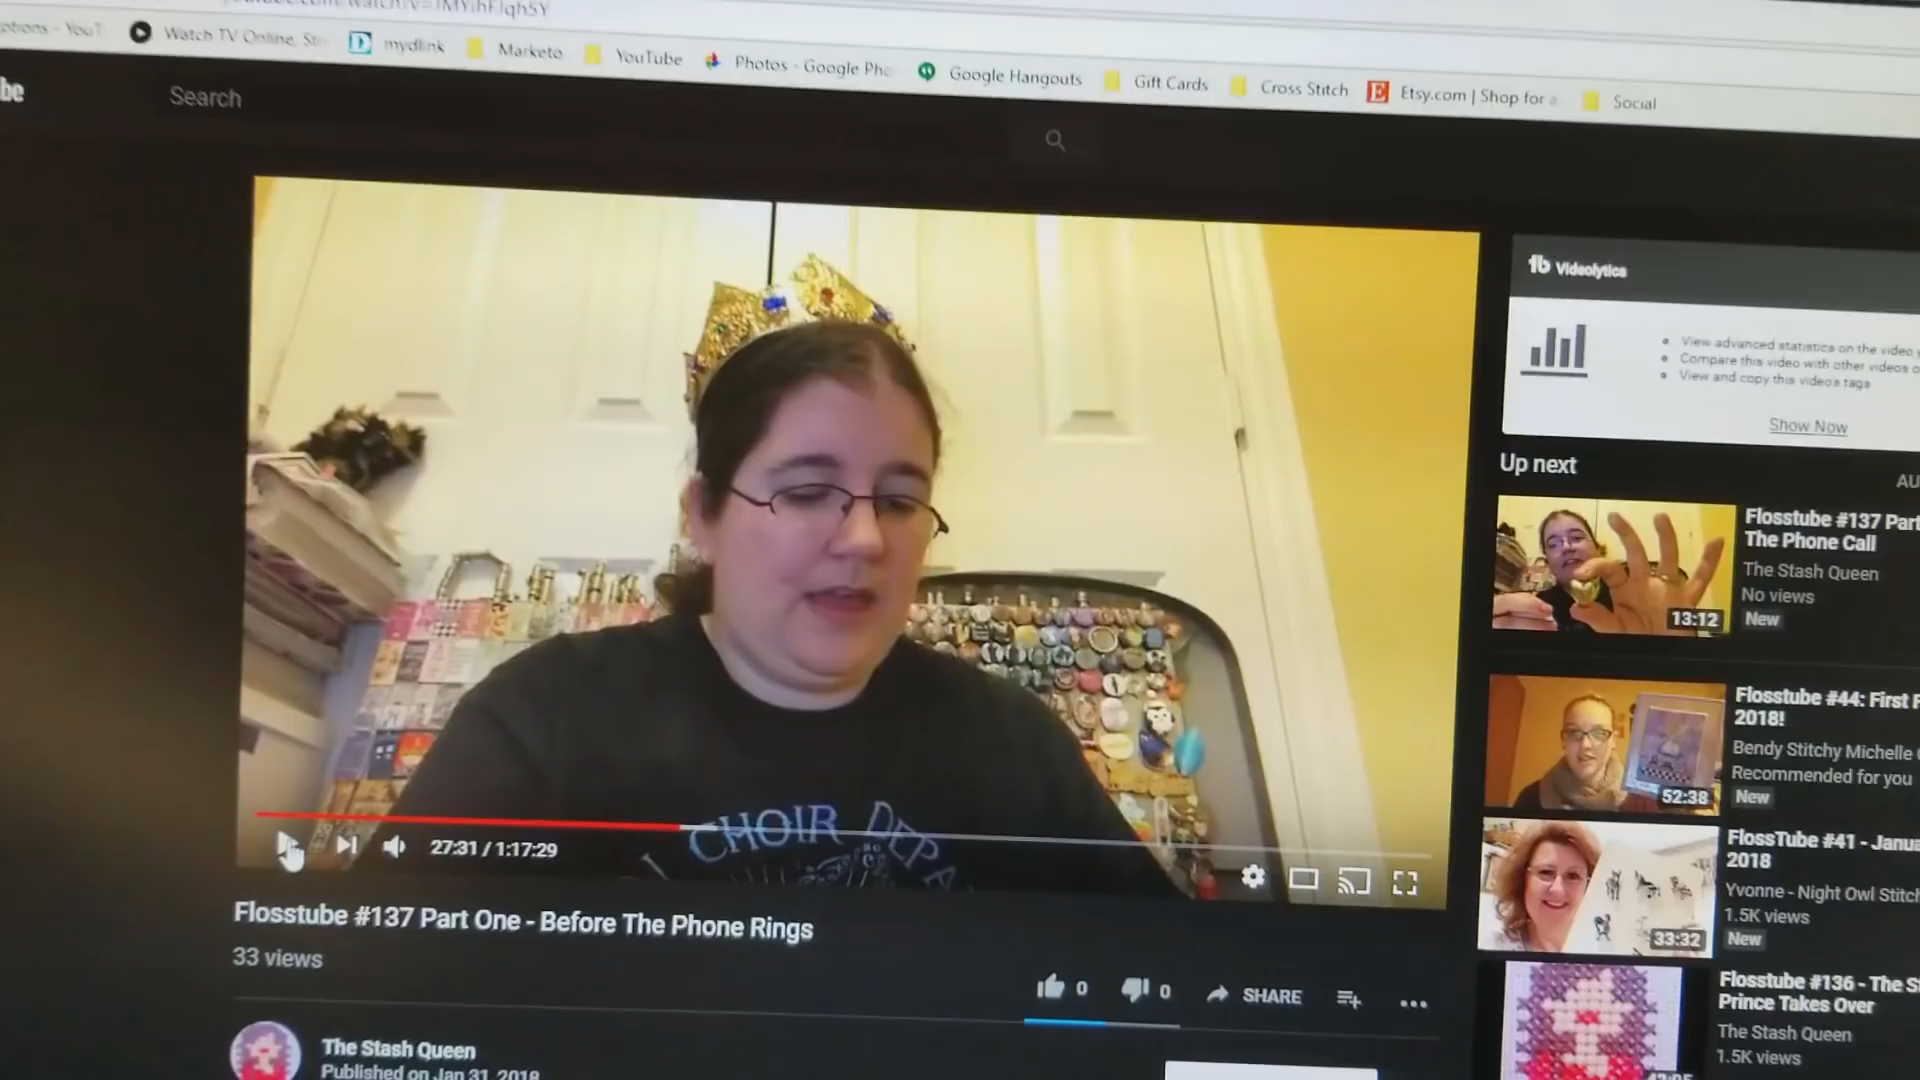 Watch TV Online, St
mydlink
Marketo
YouTube
Photos - Google Pho
Google Hangouts
Gift Cards
Cross Stitch
Etsy.com | Shop for a
Social
be
Search
CHOIR DEPA
27:31 / 1:17:29
Flosstube #137 Part One - Before The Phone Rings
33 views
0
0
SHARE
The Stash Queen
Published on Jan 31, 2018
Videolytics
View advanced statistics on the video
Compare this video with other videos
View and copy this videos tags
Show Now
Up next
AU
13:12
Flosstube #137 Part
The Phone Call
The Stash Queen
No views
New
52:38
Flosstube #44: First F
2018!
Bendy Stitchy Michelle
Recommended for you
New
33:32
FlossTube #41 - Janua
2018
Yvonne - Night Owl Stitch
1.5K views
New
Flosstube #136 - The S
Prince Takes Over
The Stash Queen
1.5K views